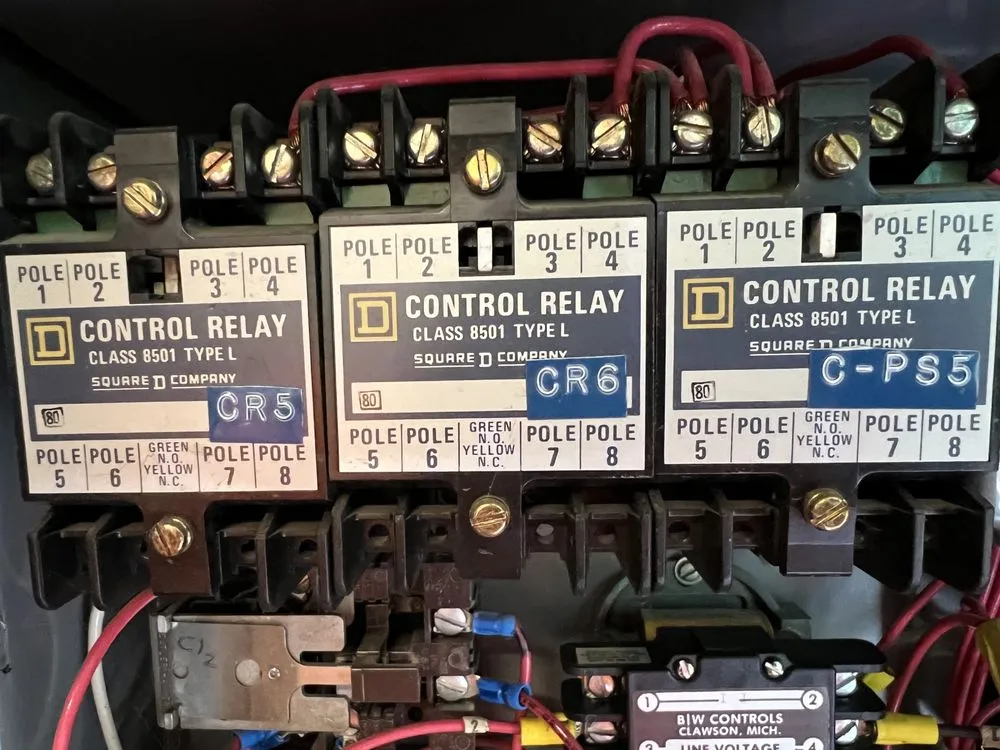 POLE 1 POLE 2 POLE 3 POLE 4
D CONTROL RELAY
CLASS 8501 TYPE L
SQUARE D COMPANY
80 CR5
POLE 5 POLE 6 GREEN N.O. YELLOW N.C. POLE 7 POLE 8
POLE 1 POLE 2 POLE 3 POLE 4
D CONTROL RELAY
CLASS 8501 TYPE L
SQUARE D COMPANY
80 CR6
POLE 5 POLE 6 GREEN N.O. YELLOW N.C. POLE 7 POLE 8
POLE 1 POLE 2 POLE 3 POLE 4
D CONTROL RELAY
CLASS 8501 TYPE L
SQUARE D COMPANY
80 C-PS5
POLE 5 POLE 6 GREEN N.O. YELLOW N.C. POLE 7 POLE 8
2
1 2
B|W CONTROLS
CLAWSON, MICH.
3 LINE VOLTAGE 4